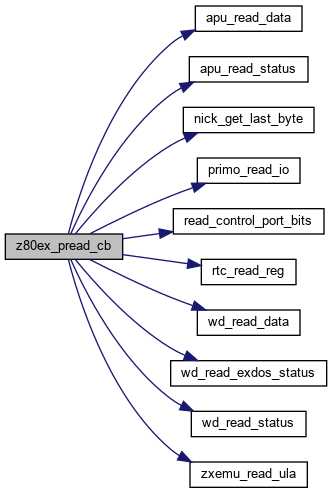 apu_read_data
apu_read_status
nick_get_last_byte
primo_read_io
read_control_port_bits
z80ex_pread_cb
rtc_read_reg
wd_read_data
wd_read_exdos_status
wd_read_status
zxemu_read_ula